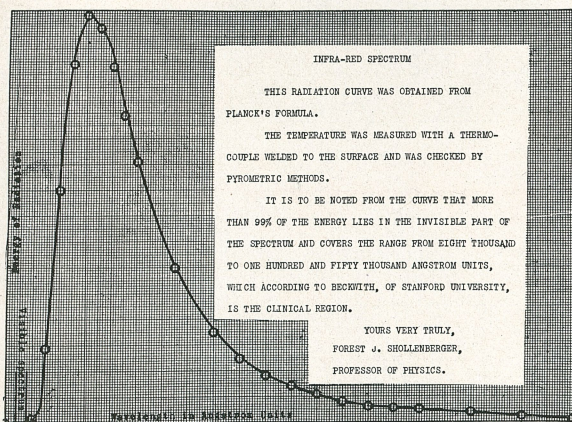 INFRA-RED SPECTRUM
THIS RADIATION CURVE WAS OBTAINED FROM
PLANCK'S FORMULA.
THE TEMPERATURE WAS MEASURED WITH A THERMO-
COUPLE WELDED TO THE SURFACE AND WAS CHECKED BY
PYROMETRIC METHODS.
IT IS TO BE NOTED FROM THE CURVE THAT MORE
THAN 99% OF THE ENERGY LIES IN THE INVISIBLE PART OF
THE SPECTRUM AND COVERS THE RANGE FROM EIGHT THOUSAND
TO ONE HUNDRED AND FIFTY THOUSAND ANGSTROM UNITS,
WHICH ACCORDING TO BECKWITH, OF STANFORD UNIVERSITY,
IS THE CLINICAL REGION.
YOURS VERY TRULY,
FOREST J. SHOLLENBERGER,
PROFESSOR OF PHYSICS.
Energy of Radiation
Visible spectrum
Wavelength in Angstrom Units